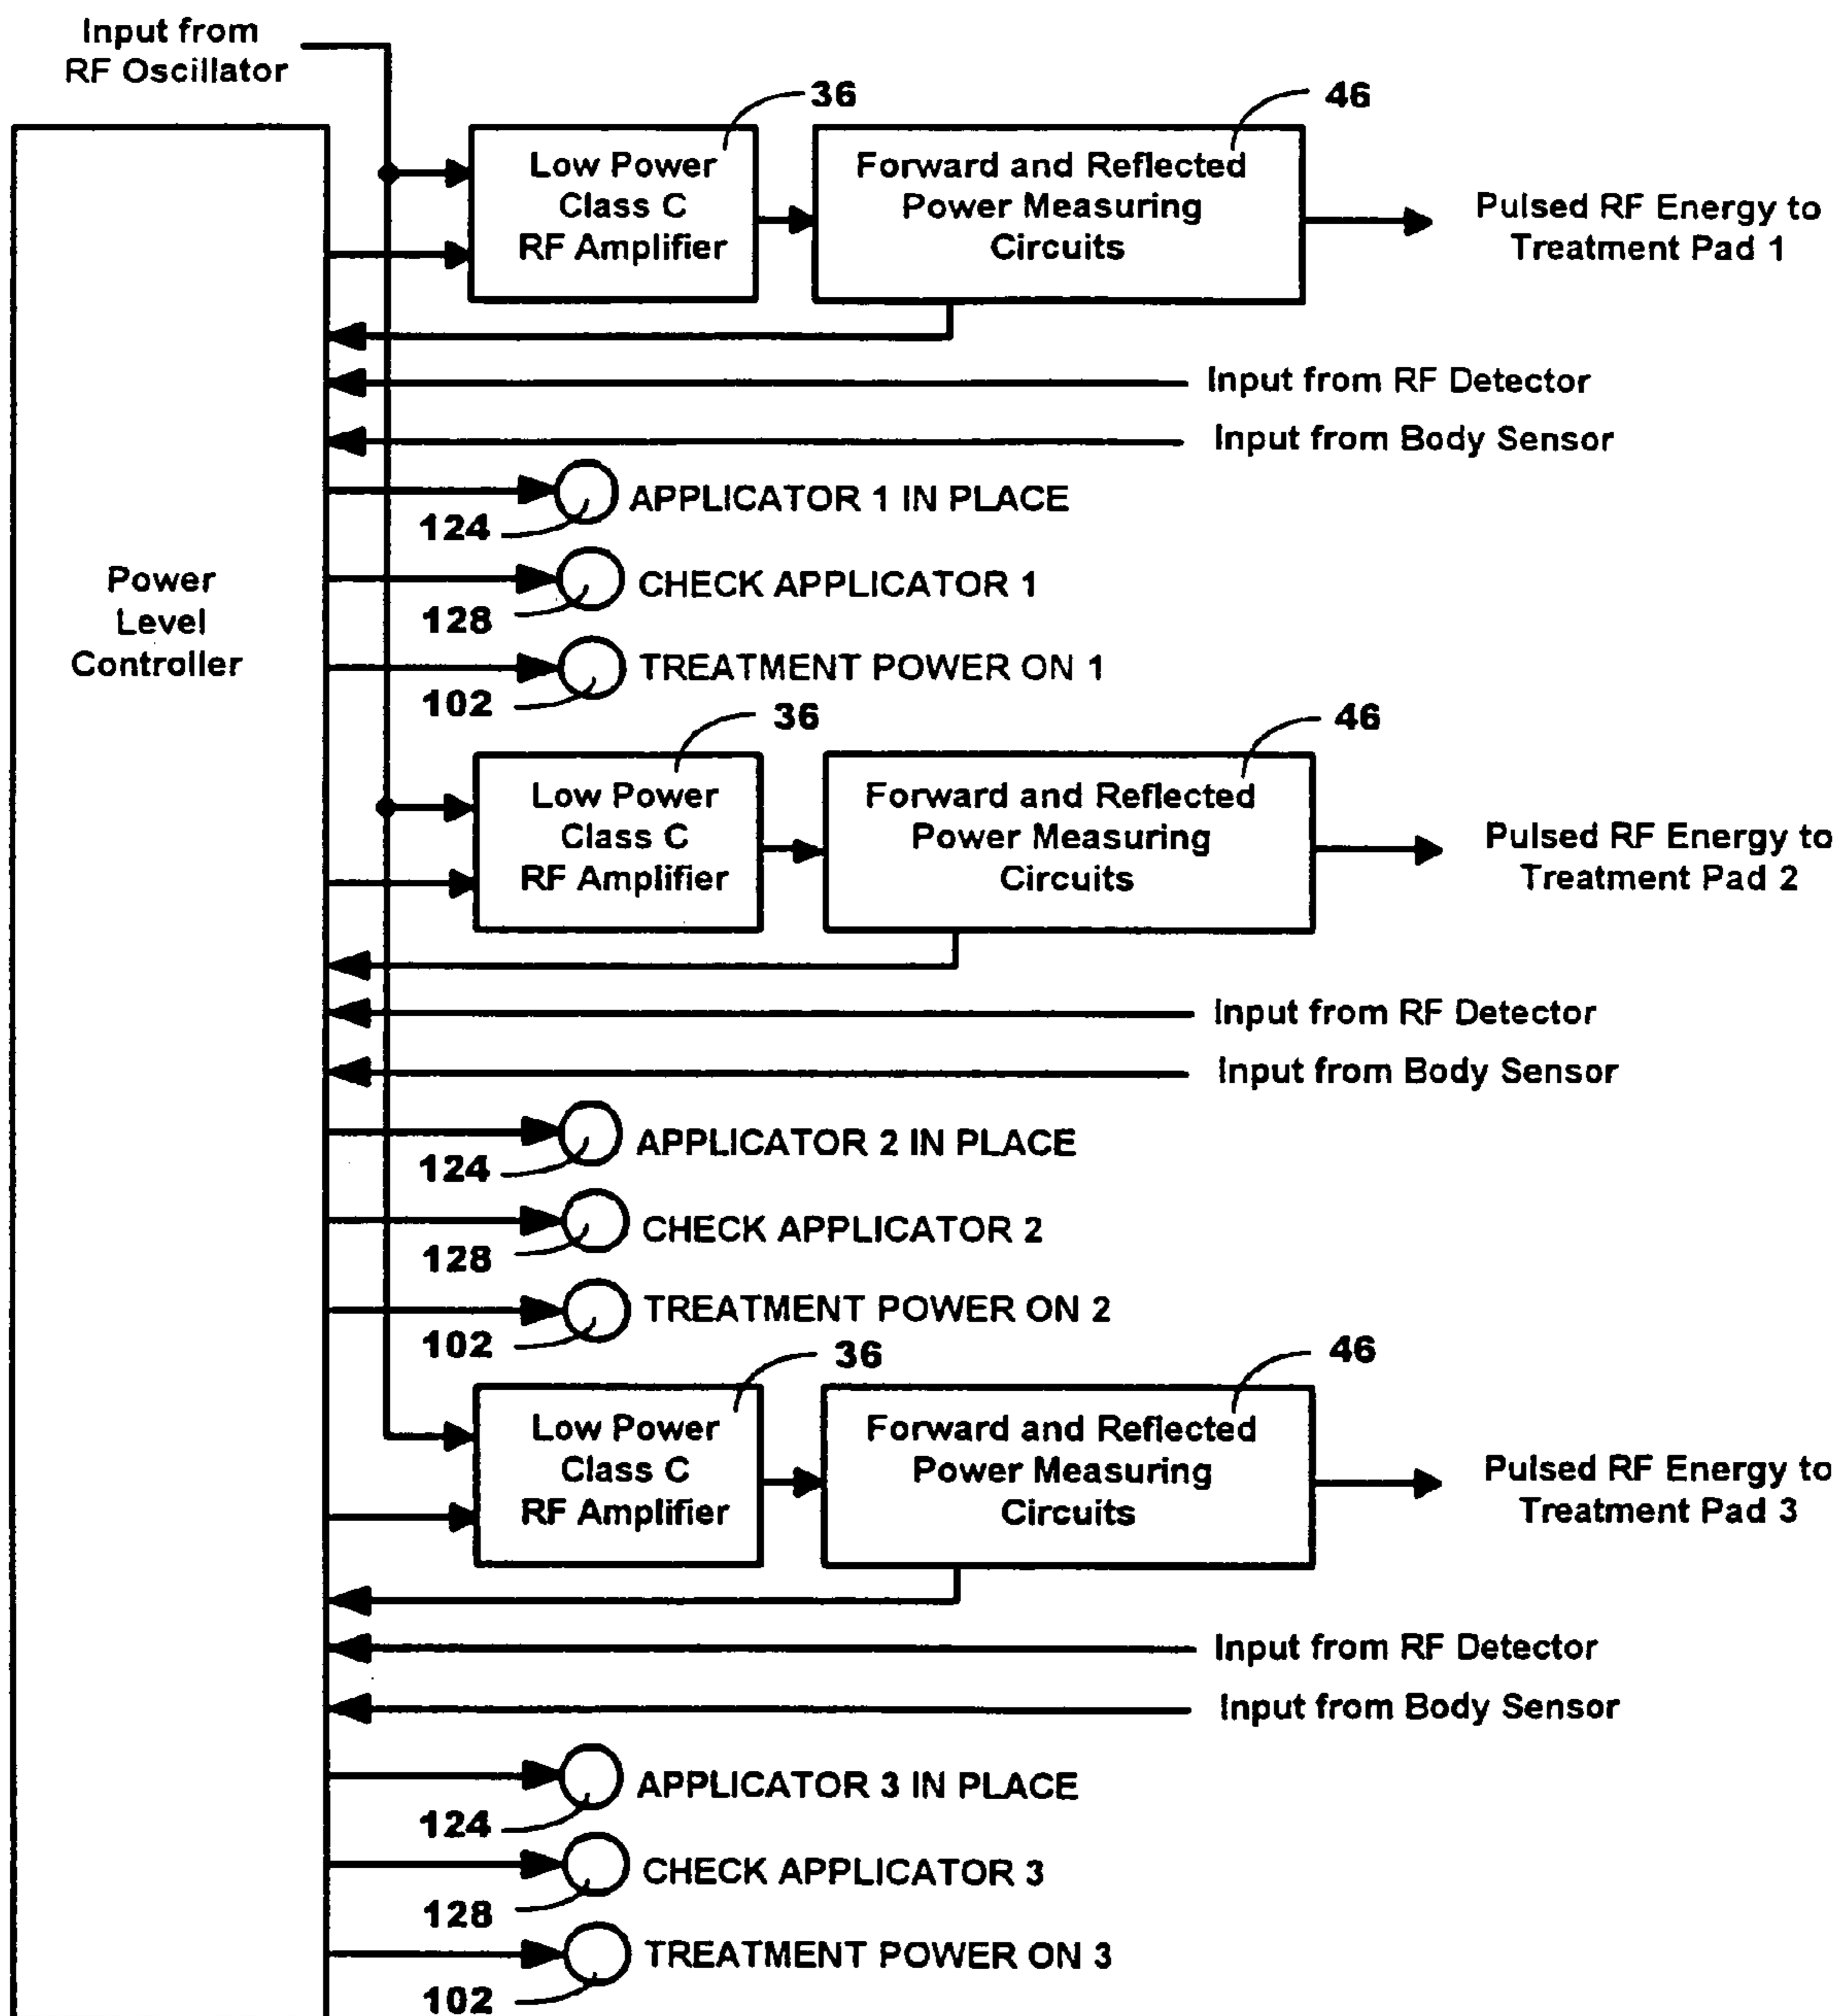 Input from
RF Oscillator
36
46
Low Power
Class C
RF Amplifier
Forward and Reflected
Power Measuring
Circuits
Pulsed RF Energy to
Treatment Pad 1
Input from RF Detector
Input from Body Sensor
APPLICATOR 1 IN PLACE
124
Power
Level
Controller
CHECK APPLICATOR 1
128
TREATMENT POWER ON 1
102
36
46
Low Power
Class C
RF Amplifier
Forward and Reflected
Power Measuring
Circuits
Pulsed RF Energy to
Treatment Pad 2
Input from RF Detector
Input from Body Sensor
APPLICATOR 2 IN PLACE
124
CHECK APPLICATOR 2
128
TREATMENT POWER ON 2
102
36
46
Low Power
Class C
RF Amplifier
Forward and Reflected
Power Measuring
Circuits
Pulsed RF Energy to
Treatment Pad 3
Input from RF Detector
Input from Body Sensor
APPLICATOR 3 IN PLACE
124
CHECK APPLICATOR 3
128
TREATMENT POWER ON 3
102